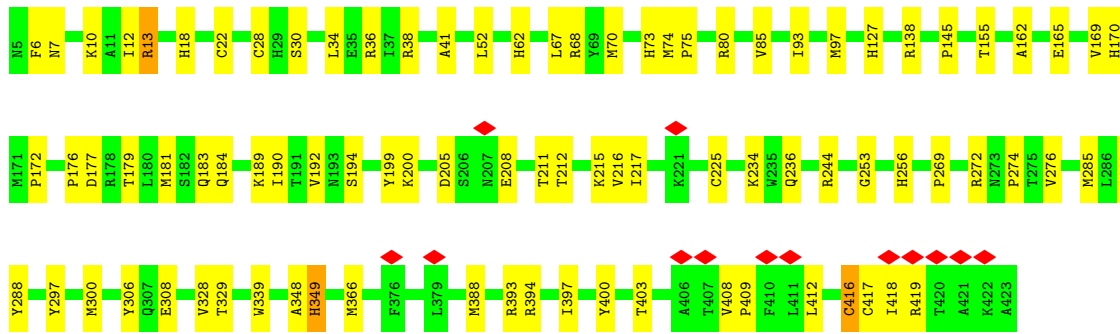 N5 F6 N7 K10 A11 I12 R13 H18 C22 C28 H29 S30 L34 E35 R36 I37 R38 A41 L52 H62 L67 R68 Y69 M70 H73 M74 P75 R80 V85 I93 M97 H127 R138 P145 T155 A162 E165 V169 H170
M171 P172 P176 D177 R178 T179 L180 M181 S182 Q183 Q184 K189 I190 T191 V192 N193 S194 Y199 K200 D205 S206 N207 E208 T211 T212 K215 V216 I217 K221 C225 K234 W235 Q236 R244 G253 H256 P269 R272 N273 P274 T275 V276 M285 L286
Y288 Y297 M300 Y306 Q307 E308 V328 T329 W339 A348 H349 M366 F376 L379 M388 R393 R394 I397 Y400 T403 A406 T407 V408 P409 F410 L411 L412 C416 C417 I418 R419 T420 A421 K422 A423